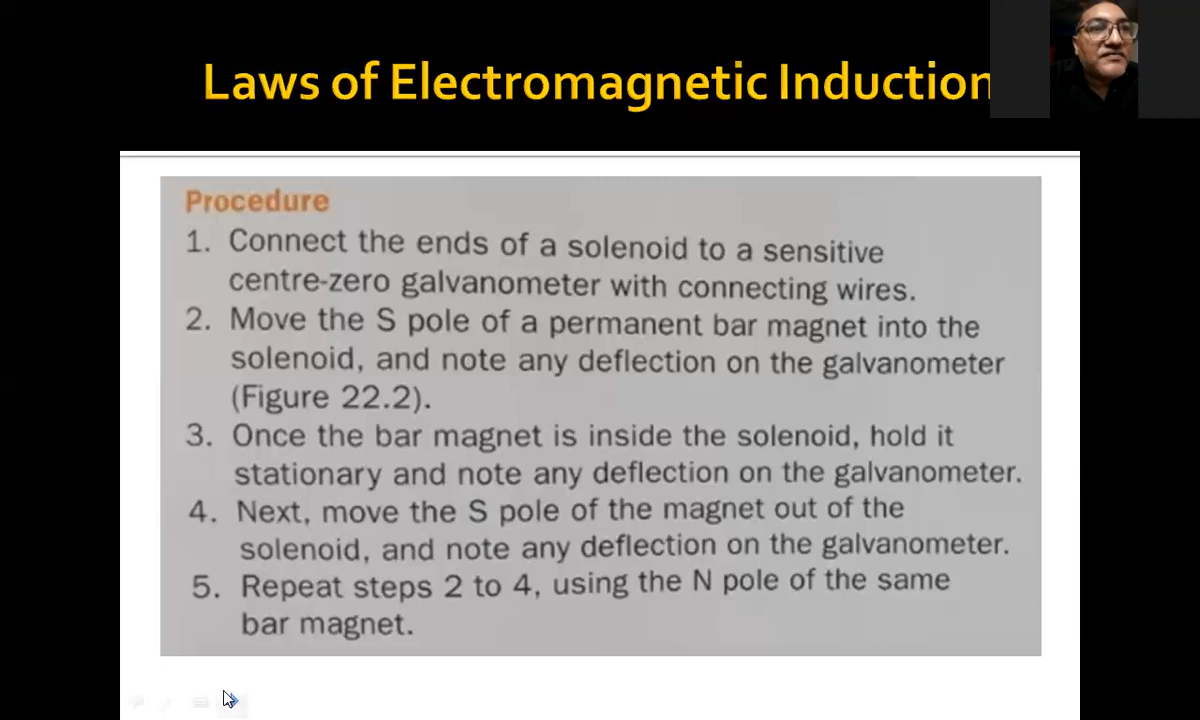 Laws of Electromagnetic Induction
Procedure
1. Connect the ends of a solenoid to a sensitive
centre-zero galvanometer with connecting wires.
2. Move the S pole of a permanent bar magnet into the
solenoid, and note any deflection on the galvanometer
(Figure 22.2).
3. Once the bar magnet is inside the solenoid, hold it
stationary and note any deflection on the galvanometer.
4. Next, move the S pole of the magnet out of the
solenoid, and note any deflection on the galvanometer.
5. Repeat steps 2 to 4, using the N pole of the same
bar magnet.